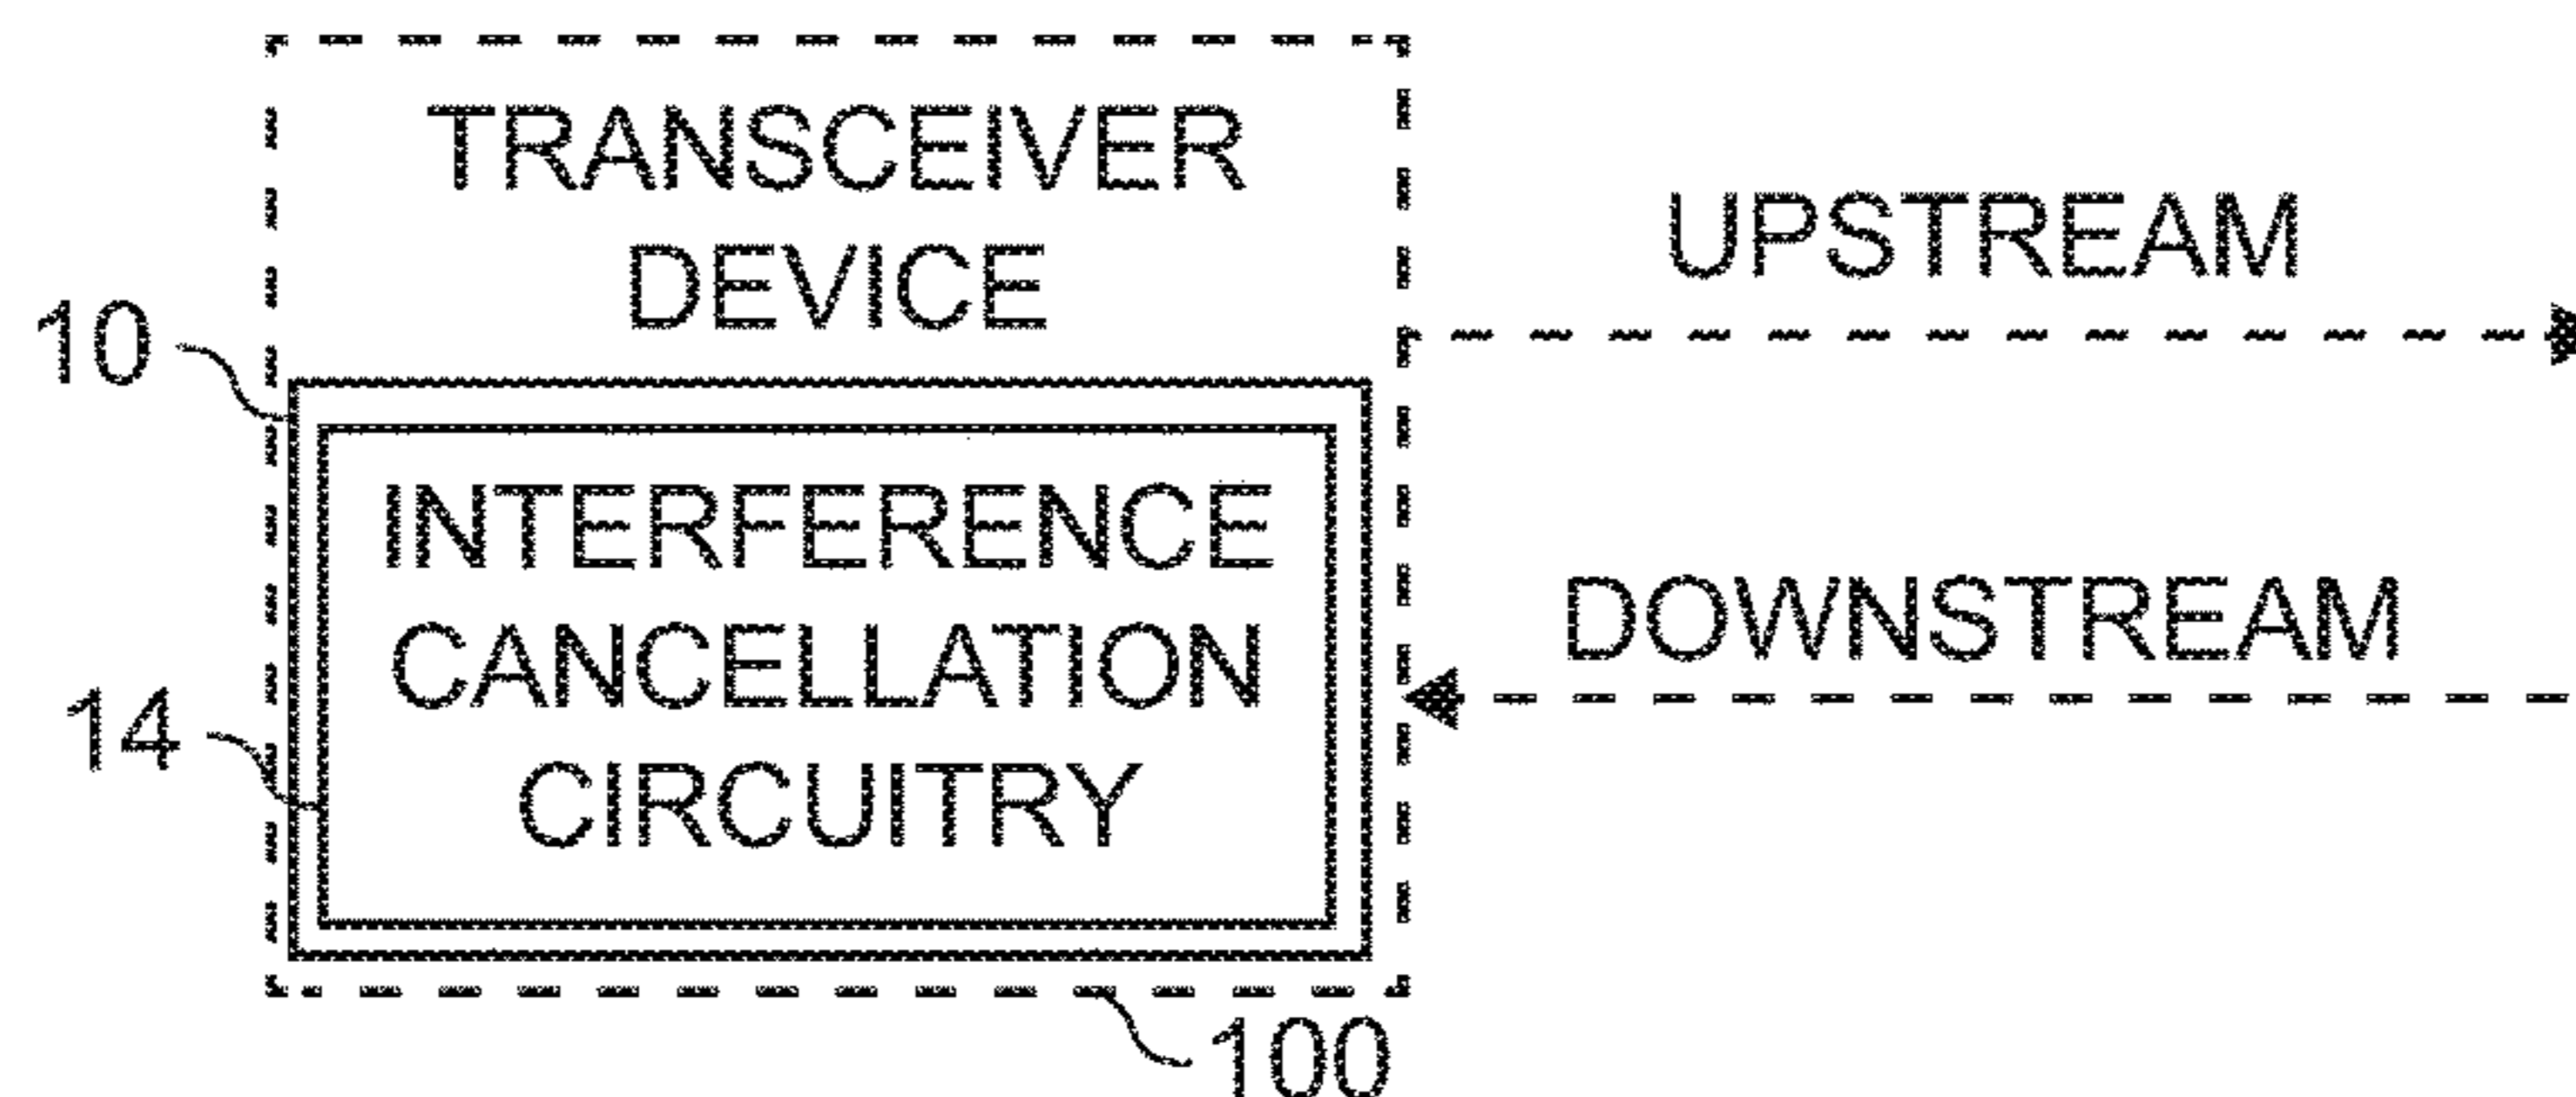 TRANSCEIVER
DEVICE
UPSTREAM
10
INTERFERENCE
CANCELLATION
CIRCUITRY
DOWNSTREAM
14
100